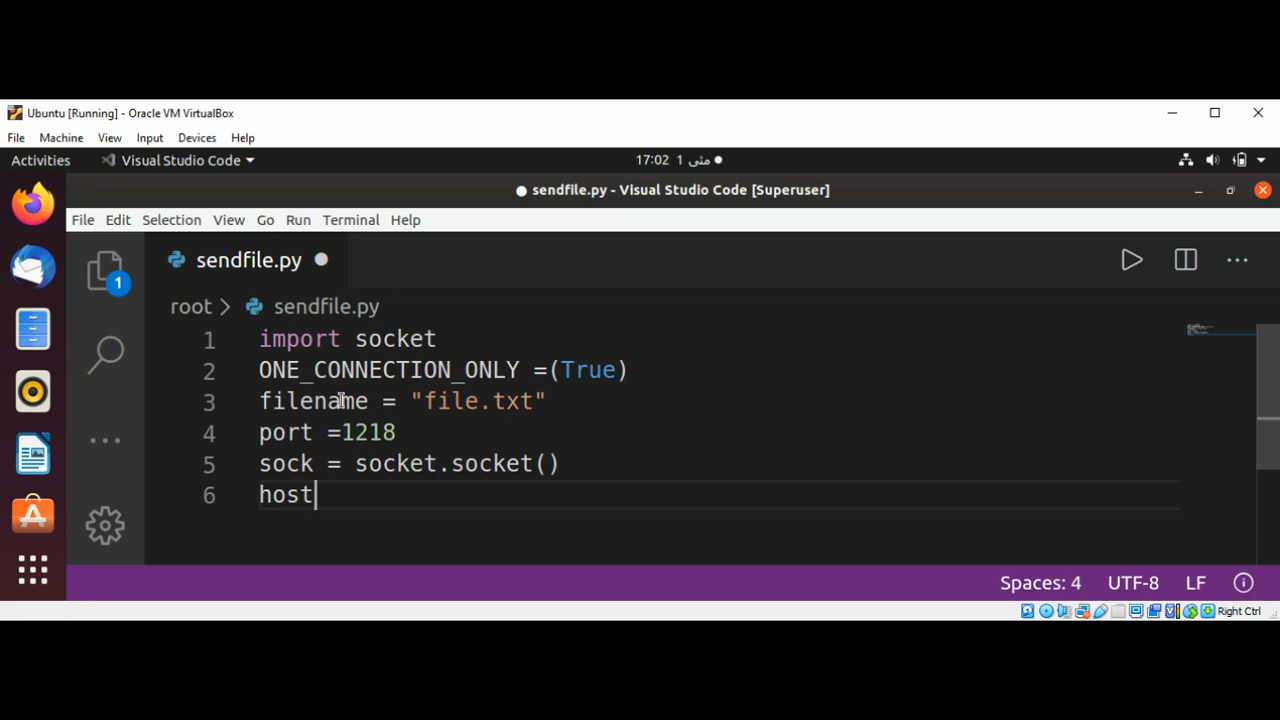 Ubuntu [Running] - Oracle VM VirtualBox
File Machine View Input Devices Help
Activities Visual Studio Code 17:02 1 مئی
● sendfile.py - Visual Studio Code [Superuser]
File Edit Selection View Go Run Terminal Help
1 sendfile.py
root > sendfile.py
1 import socket
2 ONE_CONNECTION_ONLY =(True)
3 filename = "file.txt"
4 port =1218
5 sock = socket.socket()
6 host
Spaces: 4 UTF-8 LF
Right Ctrl